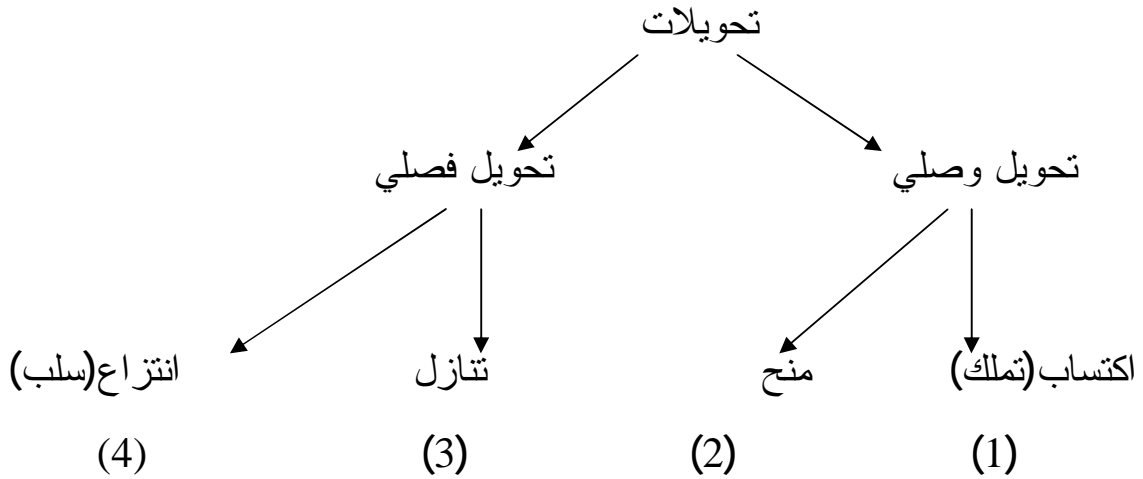 تحويلات
تحويل وصلي تحويل فصلي
اكتساب(تملك) منح تنازل انتزاع(سلب)
(1) (2) (3) (4)